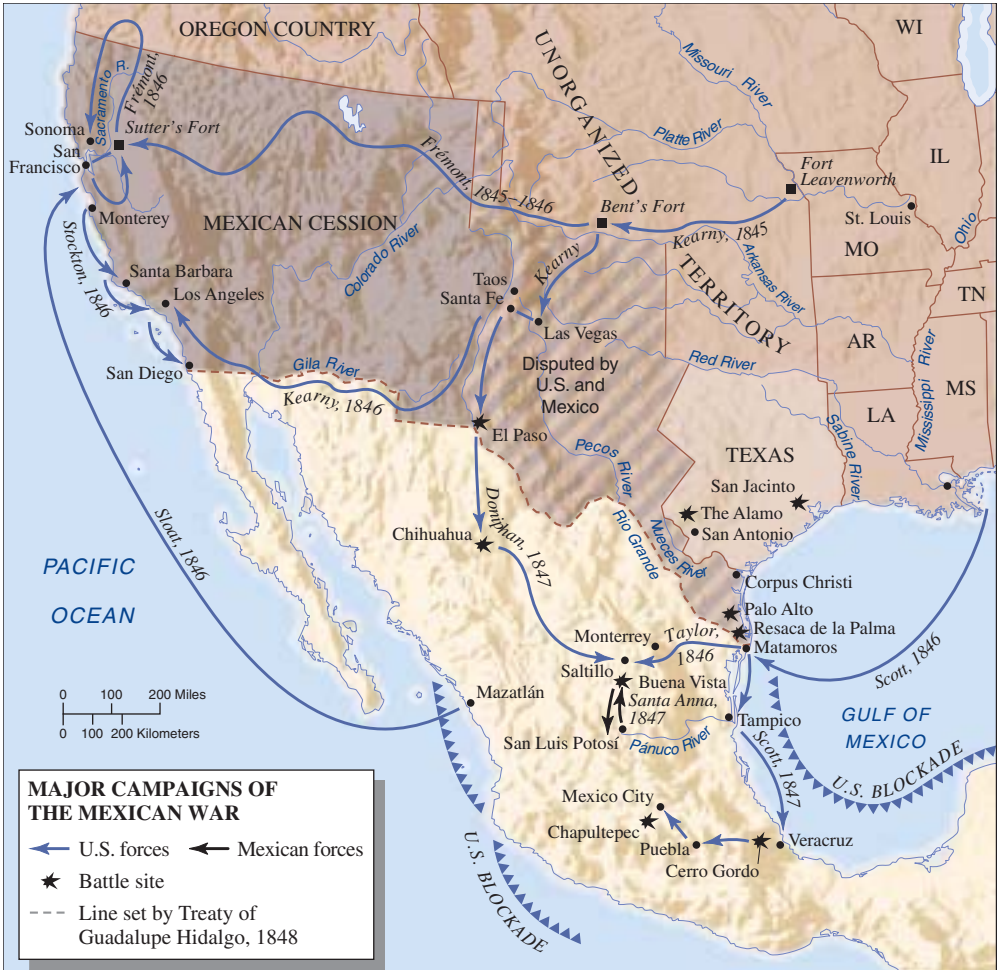 OREGON COUNTRY
UNORGANIZED
TERRITORY
WI
Missouri River
Platte River
IL
Sacramento R.
Frémont,
1846
Sonoma
Sutter's Fort
San
Francisco
Fort
Leavenworth
Frémont, 1845–1846
Bent's Fort
Kearny, 1845
St. Louis
Ohio
Monterey
MEXICAN CESSION
Colorado River
Kearny
Arkansas River
MO
Stockton, 1846
Santa Barbara
Los Angeles
Taos
Santa Fe
Las Vegas
TN
AR
Mississippi River
MS
San Diego
Gila River
Kearny, 1846
Disputed by
U.S. and
Mexico
Red River
LA
El Paso
Pecos River
TEXAS
Sabine River
San Jacinto
The Alamo
San Antonio
Chihuahua
Doniphan, 1847
Rio Grande
Nueces River
Corpus Christi
Palo Alto
Resaca de la Palma
Matamoros
Sloat, 1846
PACIFIC
OCEAN
Monterrey
Taylor,
1846
Saltillo
Buena Vista
Santa Anna,
1847
San Luis Potosí
Pánuco River
Tampico
Scott, 1846
GULF OF
MEXICO
U.S. BLOCKADE
Scott, 1847
Mazatlán
0 100 200 Miles
0 100 200 Kilometers
U.S. BLOCKADE
Mexico City
Chapultepec
Puebla
Cerro Gordo
Veracruz
MAJOR CAMPAIGNS OF
THE MEXICAN WAR
U.S. forces Mexican forces
Battle site
Line set by Treaty of
Guadalupe Hidalgo, 1848